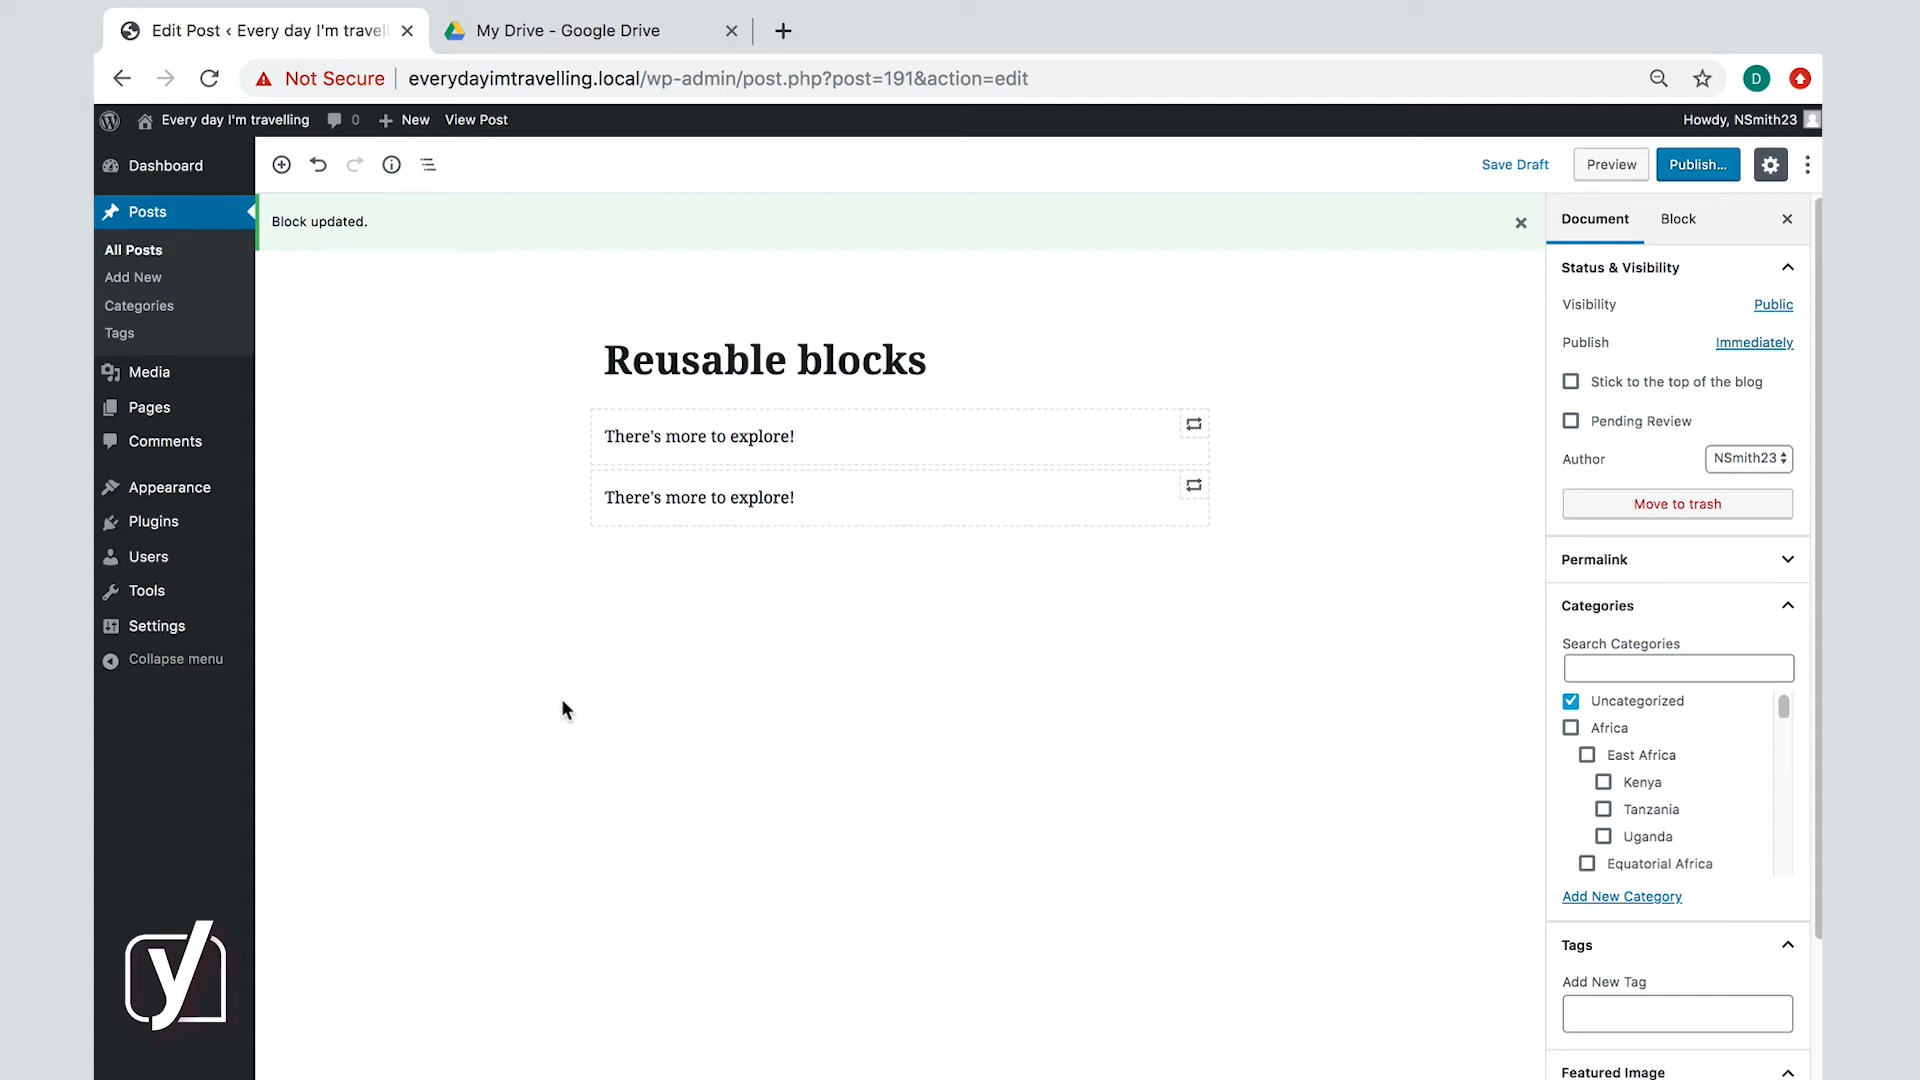 Edit Post ‹ Every day I'm travell
My Drive - Google Drive
Not Secure
everydayimtravelling.local/wp-admin/post.php?post=191&action=edit
D
Every day I'm travelling
0
New
View Post
Howdy, NSmith23
Dashboard
Save Draft
Preview
Publish...
Posts
Block updated.
Document
Block
All Posts
Add New
Categories
Tags
Media
Pages
Comments
Appearance
Plugins
Users
Tools
Settings
Collapse menu
Reusable blocks
There's more to explore!
There's more to explore!
Status & Visibility
Visibility
Public
Publish
Immediately
Stick to the top of the blog
Pending Review
Author
NSmith23
Move to trash
Permalink
Categories
Search Categories
Uncategorized
Africa
East Africa
Kenya
Tanzania
Uganda
Equatorial Africa
Add New Category
Tags
Add New Tag
Featured Image
y